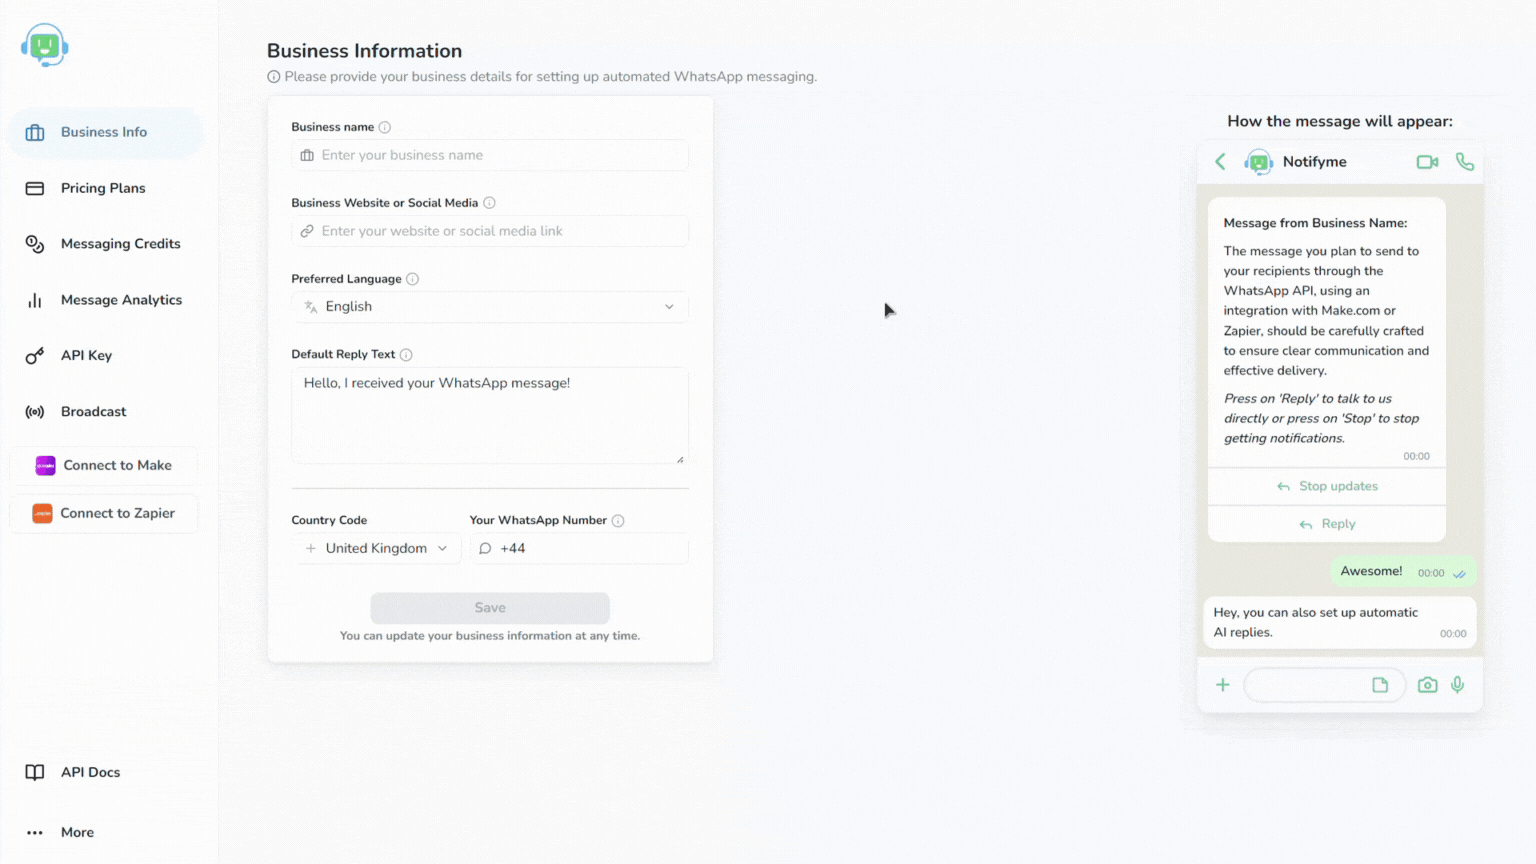 Business Info
Pricing Plans
Messaging Credits
Message Analytics
API Key
Broadcast
Connect to Make
Connect to Zapier
API Docs
More
Business Information
Please provide your business details for setting up automated WhatsApp messaging.
Business name
Enter your business name
Business Website or Social Media
Enter your website or social media link
Preferred Language
English
Default Reply Text
Hello, I received your WhatsApp message!
Country Code
Your WhatsApp Number
United Kingdom
+44
Save
You can update your business information at any time.
How the message will appear:
Notifyme
Message from Business Name:
The message you plan to send to
your recipients through the
WhatsApp API, using an
integration with Make.com or
Zapier, should be carefully crafted
to ensure clear communication and
effective delivery.
Press on 'Reply' to talk to us
directly or press on 'Stop' to stop
getting notifications.
00:00
Stop updates
Reply
Awesome! 00:00
Hey, you can also set up automatic
AI replies. 00:00